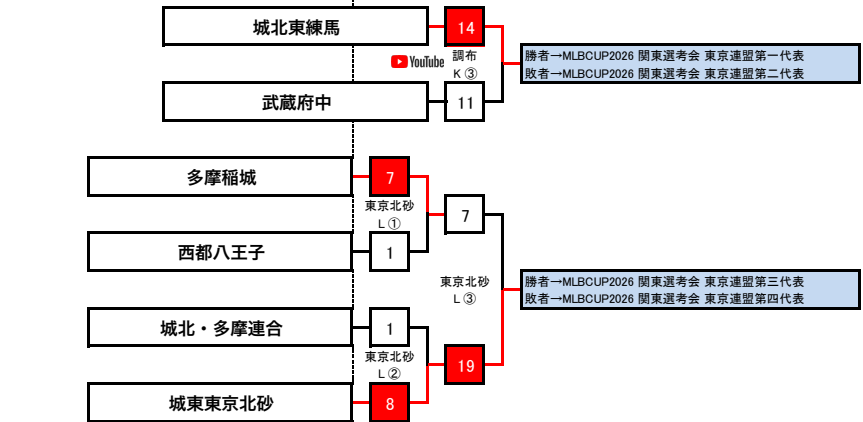 城北東練馬
14
YouTube
調布
K ③
勝者→MLBCUP2026 関東選考会 東京連盟第一代表
敗者→MLBCUP2026 関東選考会 東京連盟第二代表
武蔵府中
11
多摩稲城
7
東京北砂
L ①
7
西都八王子
1
東京北砂
L ③
勝者→MLBCUP2026 関東選考会 東京連盟第三代表
敗者→MLBCUP2026 関東選考会 東京連盟第四代表
城北・多摩連合
1
東京北砂
L ②
19
城東東京北砂
8